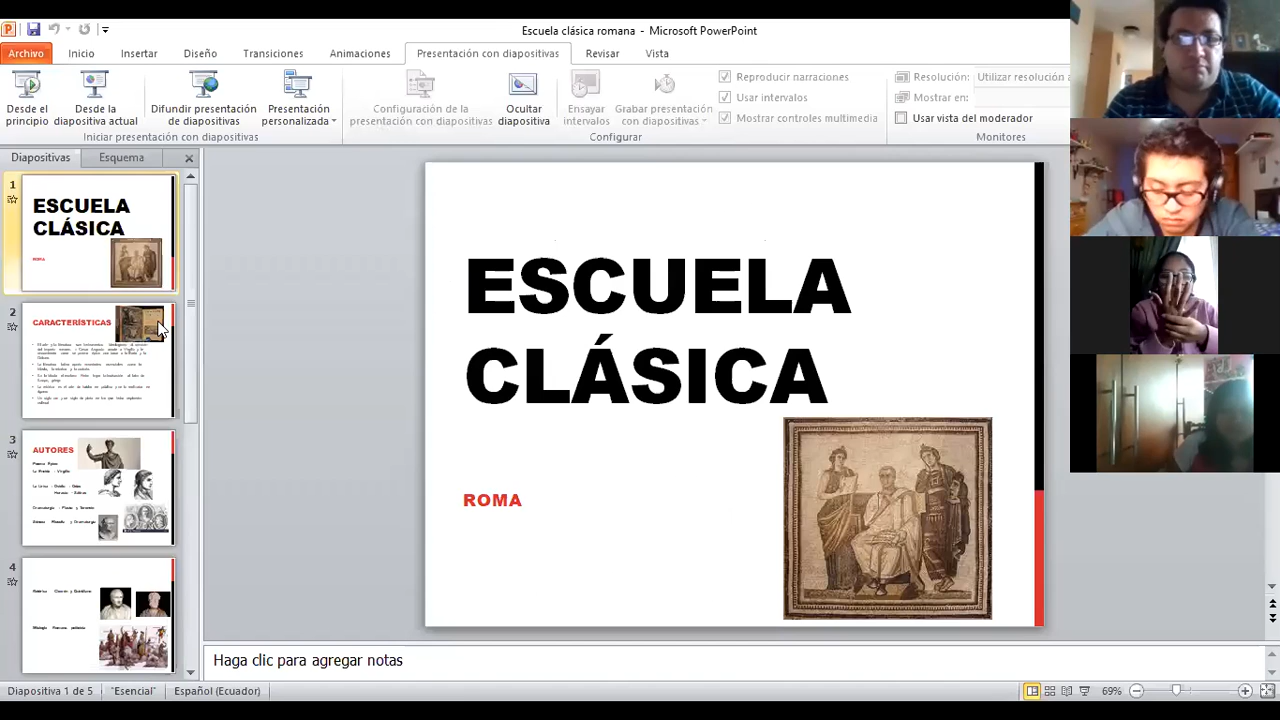 Escuela clásica romana - Microsoft PowerPoint
Archivo Inicio Insertar Diseño Transiciones Animaciones Presentación con diapositivas Revisar Vista
Desde el principio
Desde la diapositiva actual
Difundir presentación de diapositivas
Presentación personalizada
Iniciar presentación con diapositivas
Configuración de la presentación con diapositivas
Ocultar diapositiva
Ensayar intervalos
Grabar presentación con diapositivas
Reproducir narraciones
Usar intervalos
Mostrar controles multimedia
Configurar
Resolución: Utilizar resolución a
Mostrar en:
Usar vista del moderador
Monitores
Diapositivas Esquema
1
ESCUELA
CLÁSICA
ROMA
2
CARACTERÍSTICAS
3
AUTORES
4
ESCUELA
CLÁSICA
ROMA
Haga clic para agregar notas
Diapositiva 1 de 5 "Esencial" Español (Ecuador) 69%